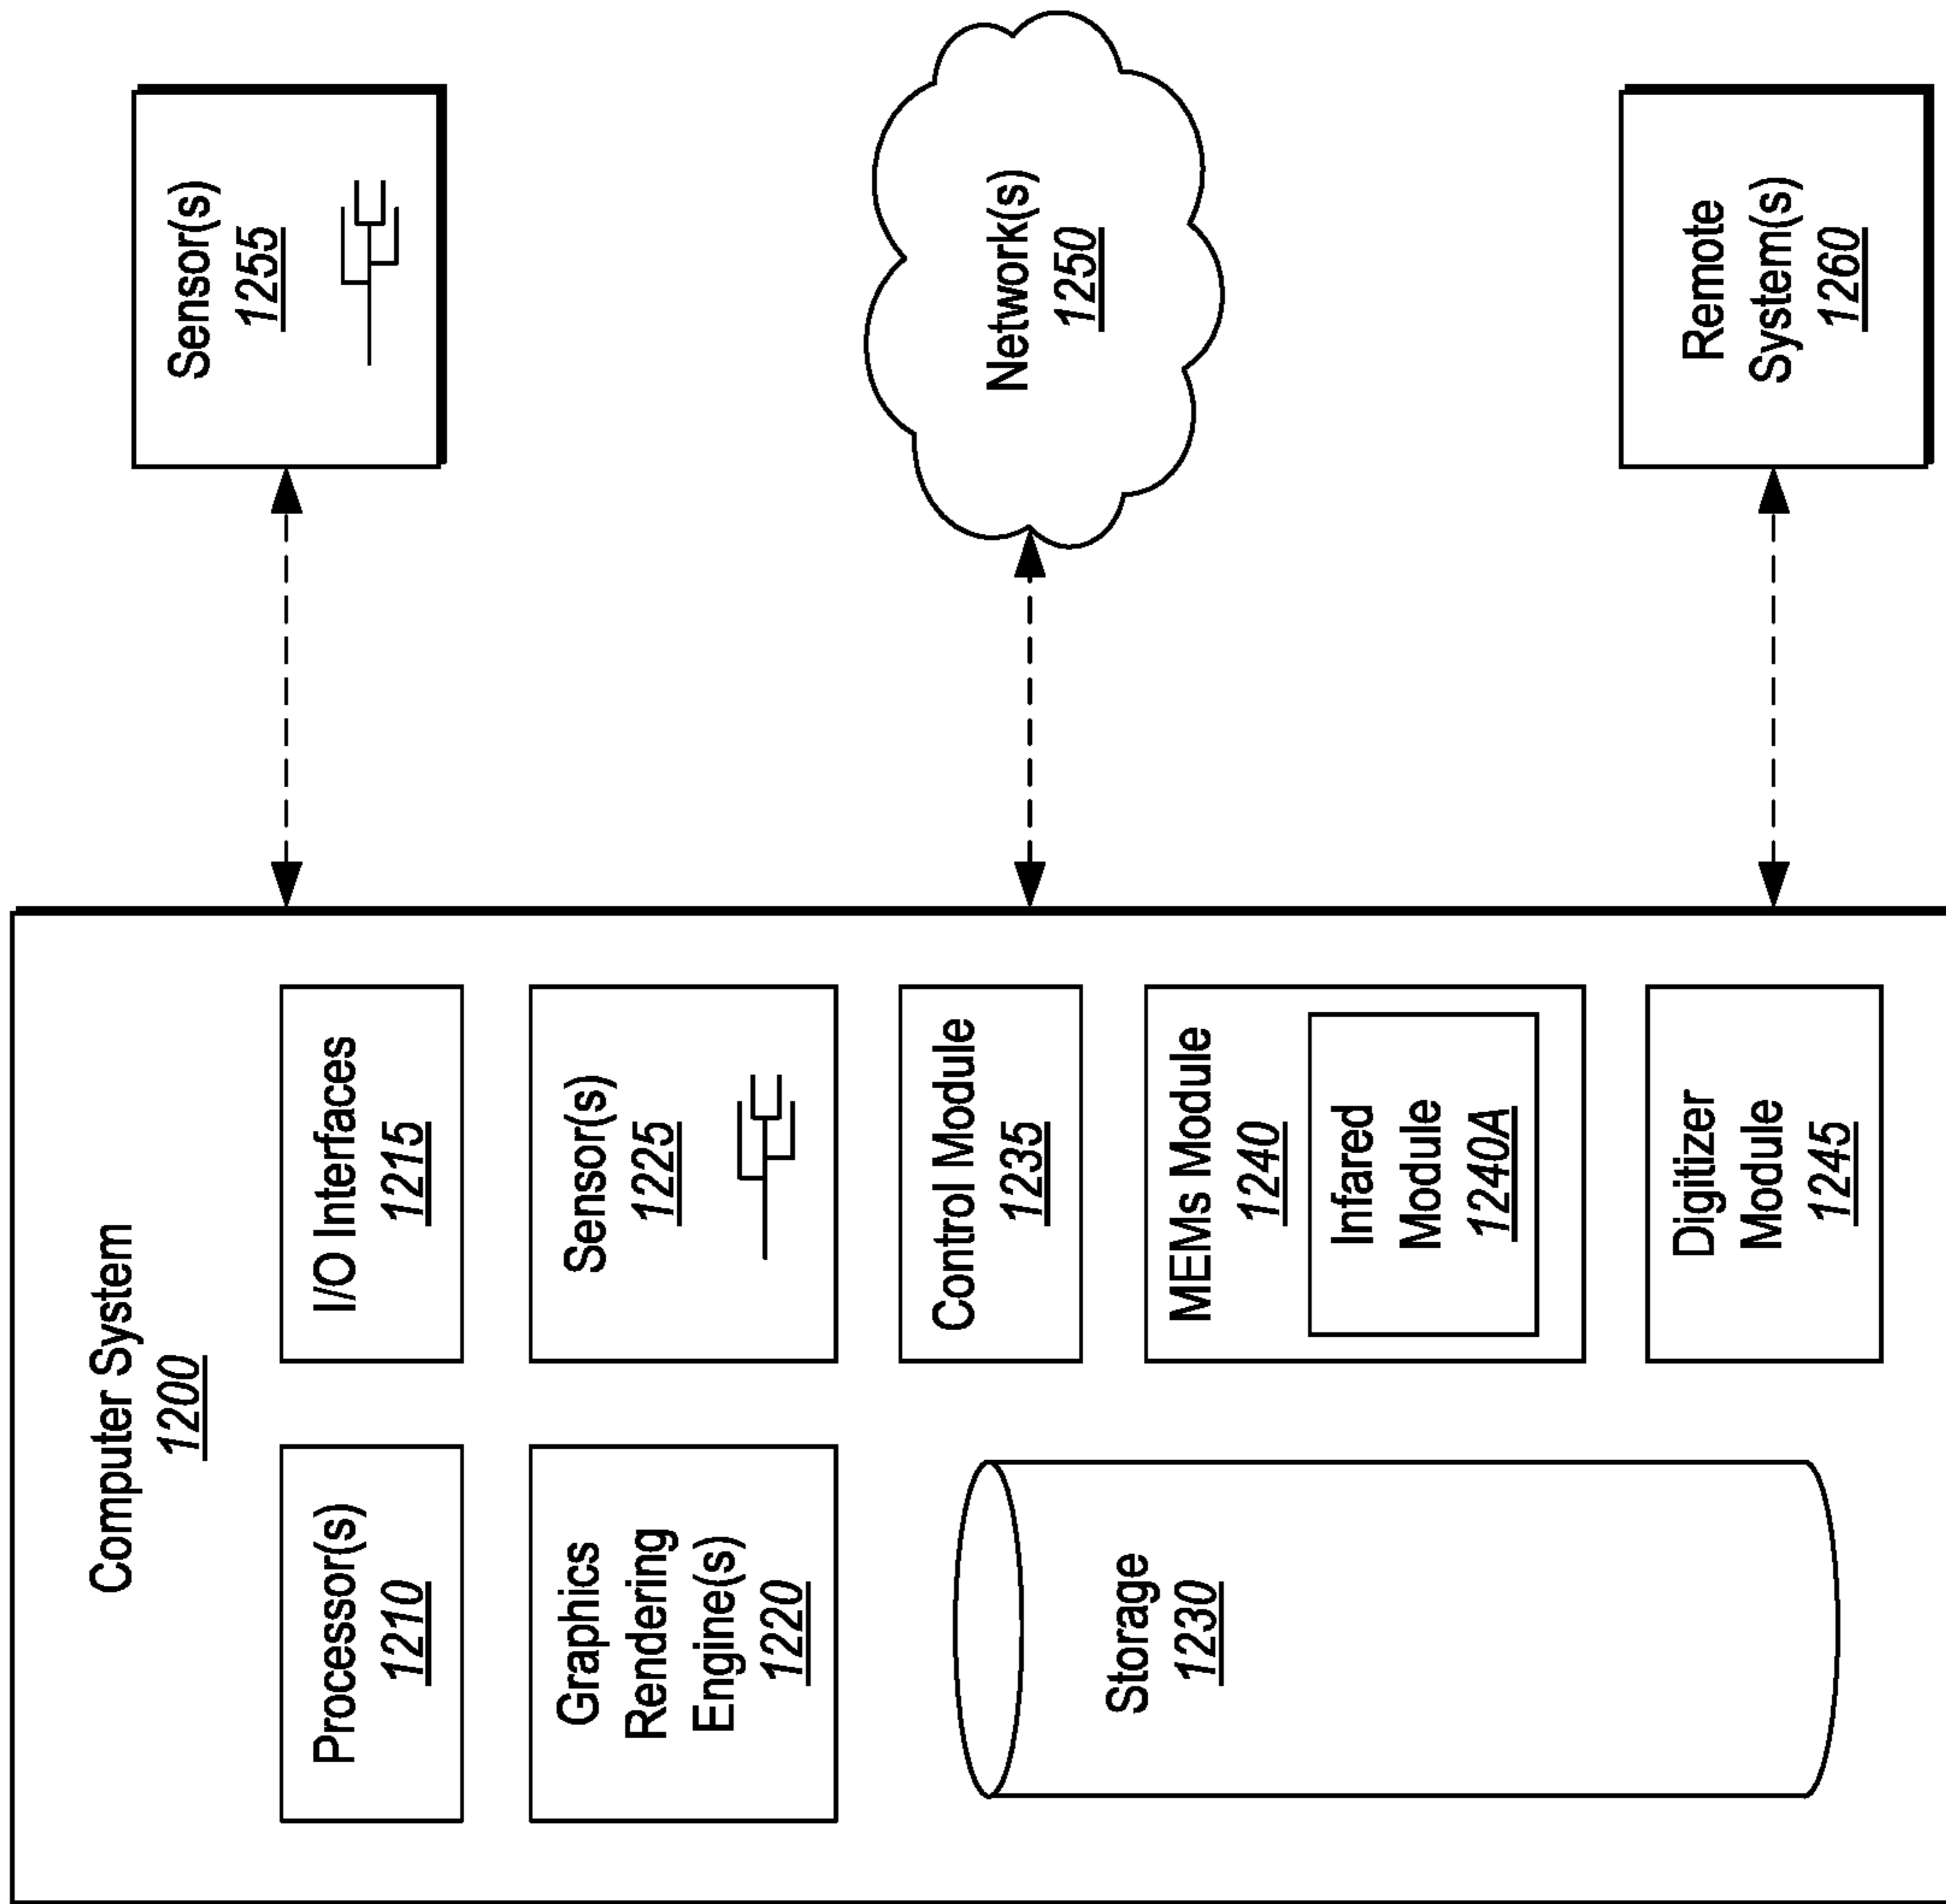 Computer System
1200
Processor(s)
1210
I/O Interfaces
1215
Graphics
Rendering
Engine(s)
1220
Sensor(s)
1225
Storage
1230
Control Module
1235
MEMs Module
1240
Infared
Module
1240A
Digitizer
Module
1245
Sensor(s)
1255
Network(s)
1250
Remote
System(s)
1260